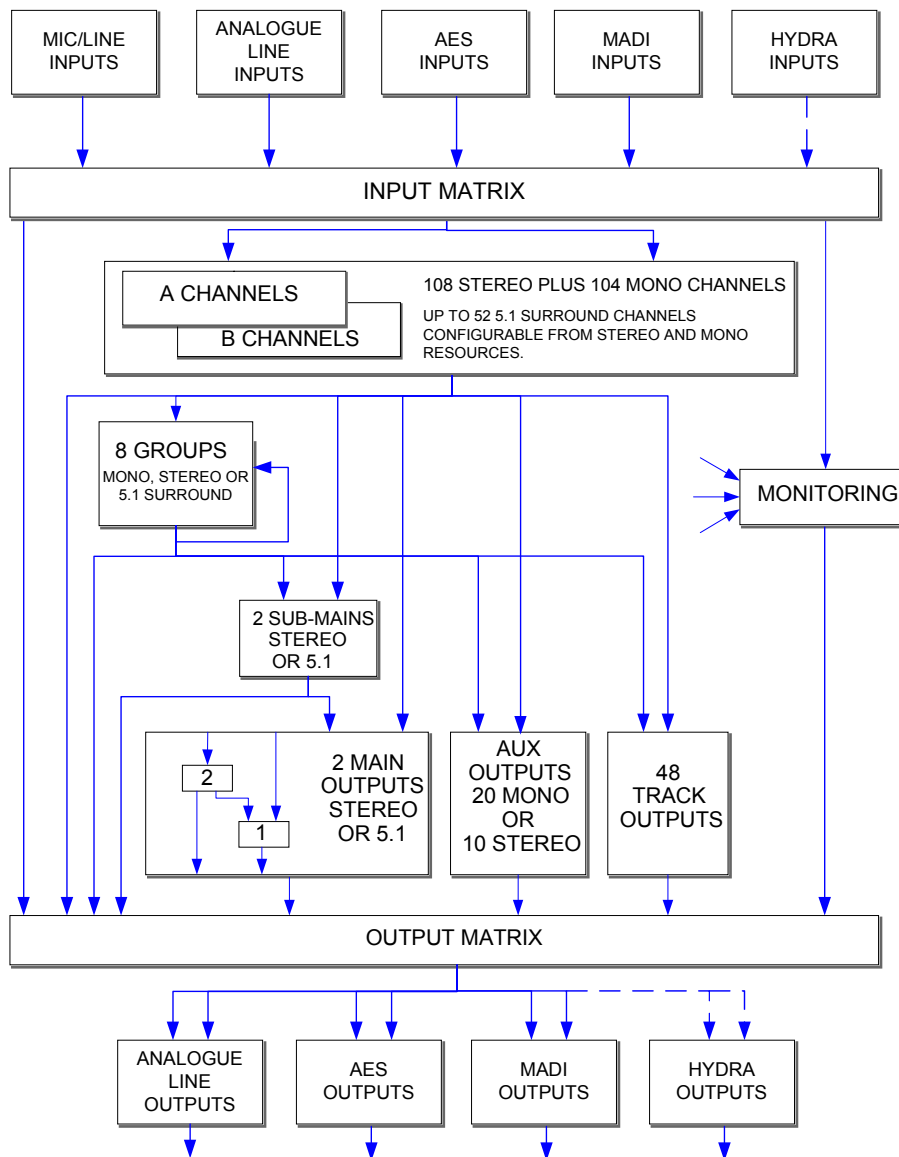 MIC/LINE
INPUTS
ANALOGUE
LINE
INPUTS
AES
INPUTS
MADI
INPUTS
HYDRA
INPUTS
INPUT MATRIX
A CHANNELS
B CHANNELS
108 STEREO PLUS 104 MONO CHANNELS
UP TO 52 5.1 SURROUND CHANNELS
CONFIGURABLE FROM STEREO AND MONO
RESOURCES.
8 GROUPS
MONO, STEREO OR
5.1 SURROUND
MONITORING
2 SUB-MAINS
STEREO
OR 5.1
2
1
2 MAIN
OUTPUTS
STEREO
OR 5.1
AUX
OUTPUTS
20 MONO
OR
10 STEREO
48
TRACK
OUTPUTS
OUTPUT MATRIX
ANALOGUE
LINE
OUTPUTS
AES
OUTPUTS
MADI
OUTPUTS
HYDRA
OUTPUTS